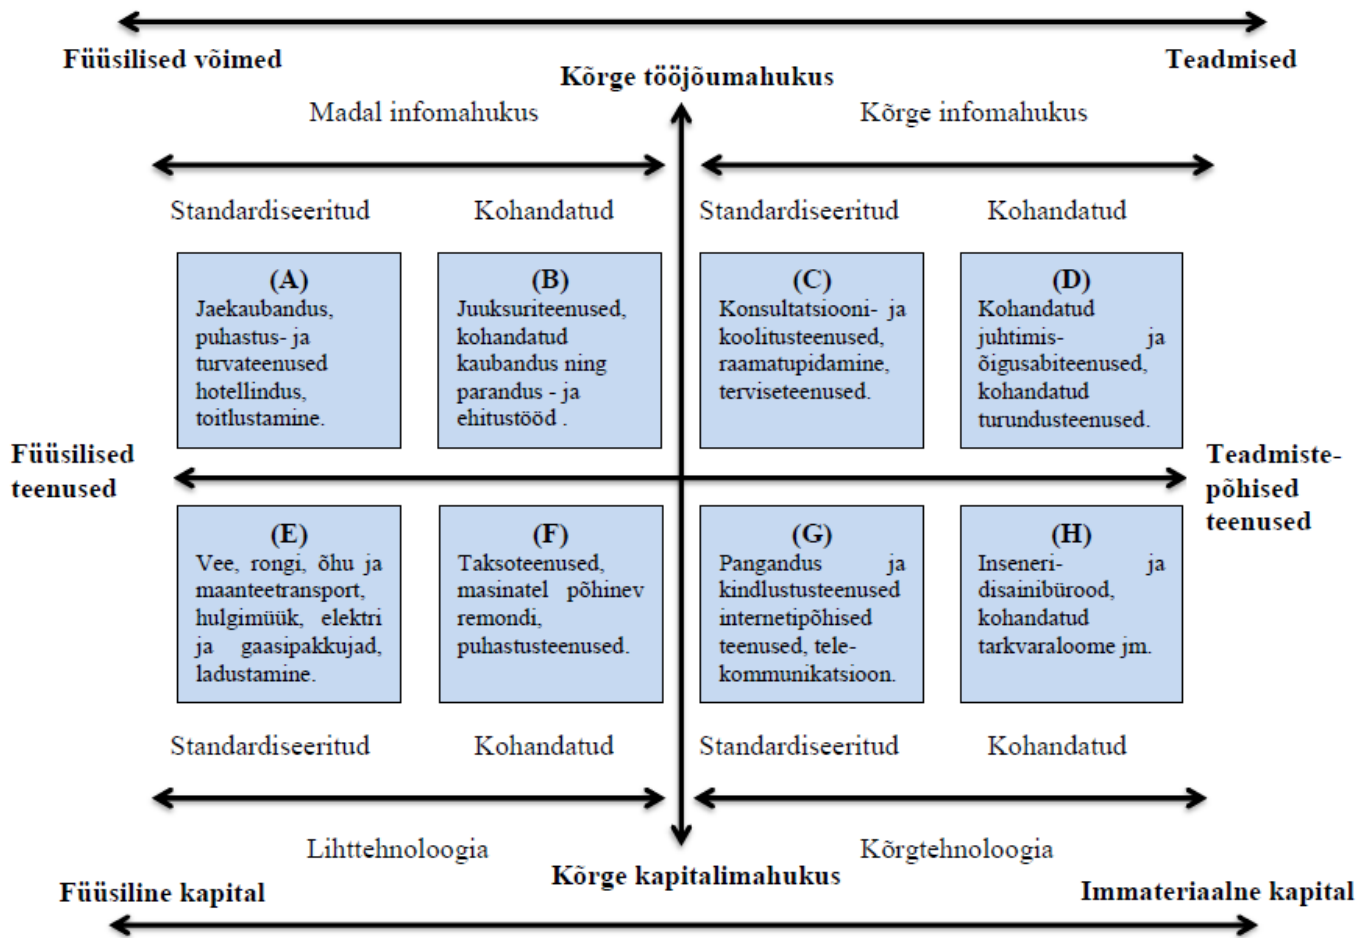 Füüsilised võimed
Teadmised
Kõrge tööjõumahukus
Madal infomahukus
Kõrge infomahukus
Standardiseeritud
Kohandatud
Standardiseeritud
Kohandatud
(A)
Jaekaubandus,
puhastus- ja
turvateenused
hotellindus,
toitlustamine.
(B)
Juuksuriteenused,
kohandatud
kaubandus ning
parandus - ja
ehitustööd .
(C)
Konsultatsiooni- ja
koolitusteenused,
raamatupidamine,
terviseteenused.
(D)
Kohandatud
juhtimis- ja
õigusabiteenused,
kohandatud
turundusteenused.
Füüsilised
teenused
Teadmiste-
põhised
teenused
(E)
Vee, rongi, õhu ja
maanteetransport,
hulgimüük, elektri
ja gaasipakkujad,
ladustamine.
(F)
Taksoteenused,
masinatel põhinev
remondi,
puhastusteenused.
(G)
Pangandus ja
kindlustusteenused
internetipõhised
teenused, tele-
kommunikatsioon.
(H)
Inseneri- ja
disainibürood,
kohandatud
tarkvaraloome jm.
Standardiseeritud
Kohandatud
Standardiseeritud
Kohandatud
Lihttehnoloogia
Kõrgtehnoloogia
Kõrge kapitalimahukus
Füüsiline kapital
Immateriaalne kapital